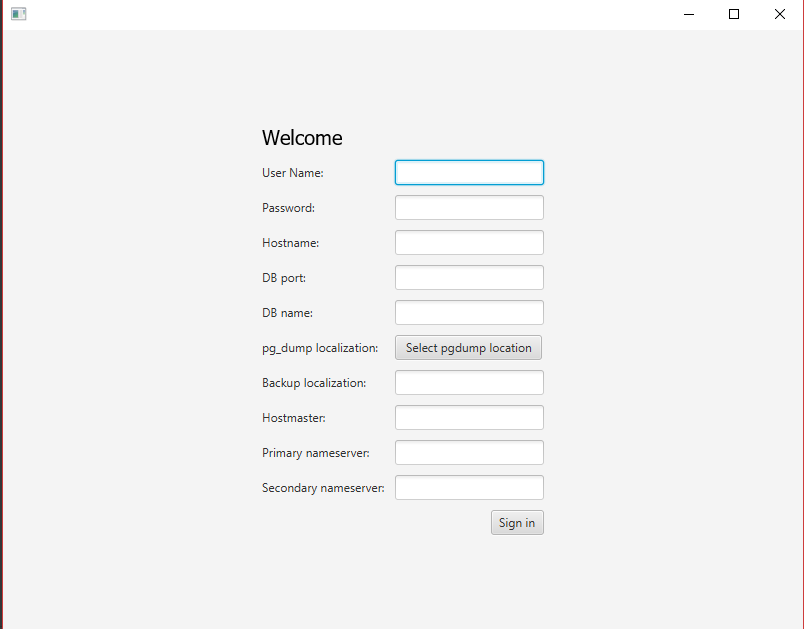 Welcome
User Name:
Password:
Hostname:
DB port:
DB name:
pg_dump localization: Select pgdump location
Backup localization:
Hostmaster:
Primary nameserver:
Secondary nameserver:
Sign in